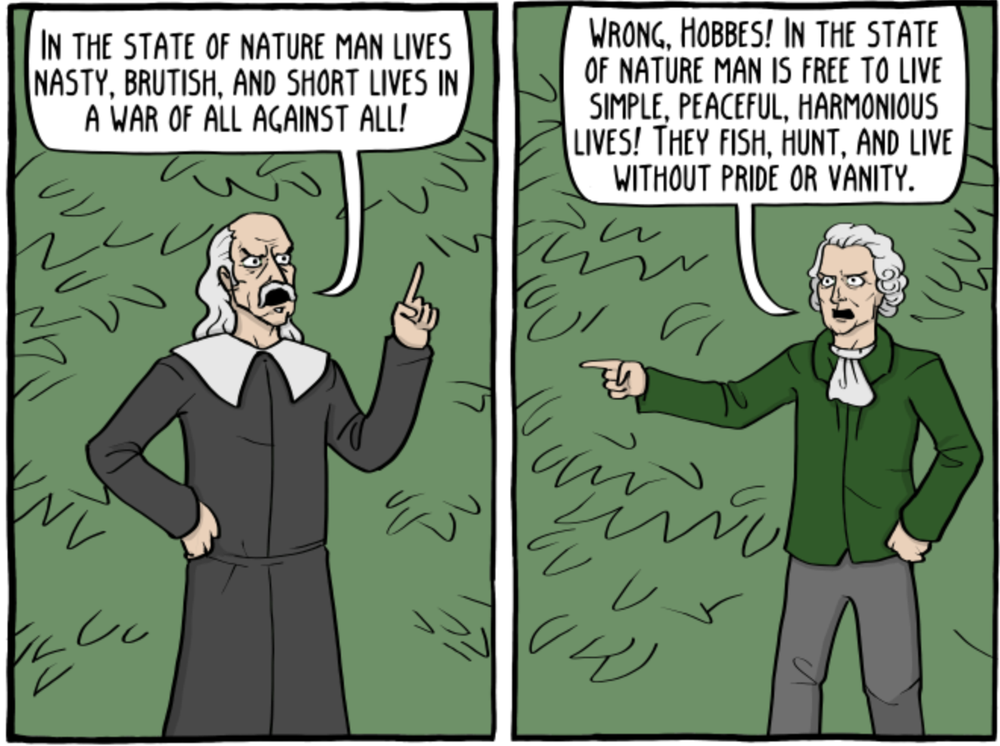 IN THE STATE OF NATURE MAN LIVES
NASTY, BRUTISH, AND SHORT LIVES IN
A WAR OF ALL AGAINST ALL!
WRONG, HOBBES! IN THE STATE
OF NATURE MAN IS FREE TO LIVE
SIMPLE, PEACEFUL, HARMONIOUS
LIVES! THEY FISH, HUNT, AND LIVE
WITHOUT PRIDE OR VANITY.